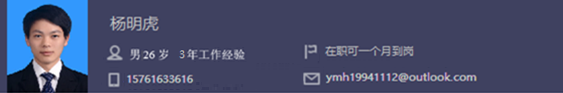 杨明虎
男 26 岁 3 年工作经验
在职可一个月到岗
15761633616
ymh19941112@outlook.com